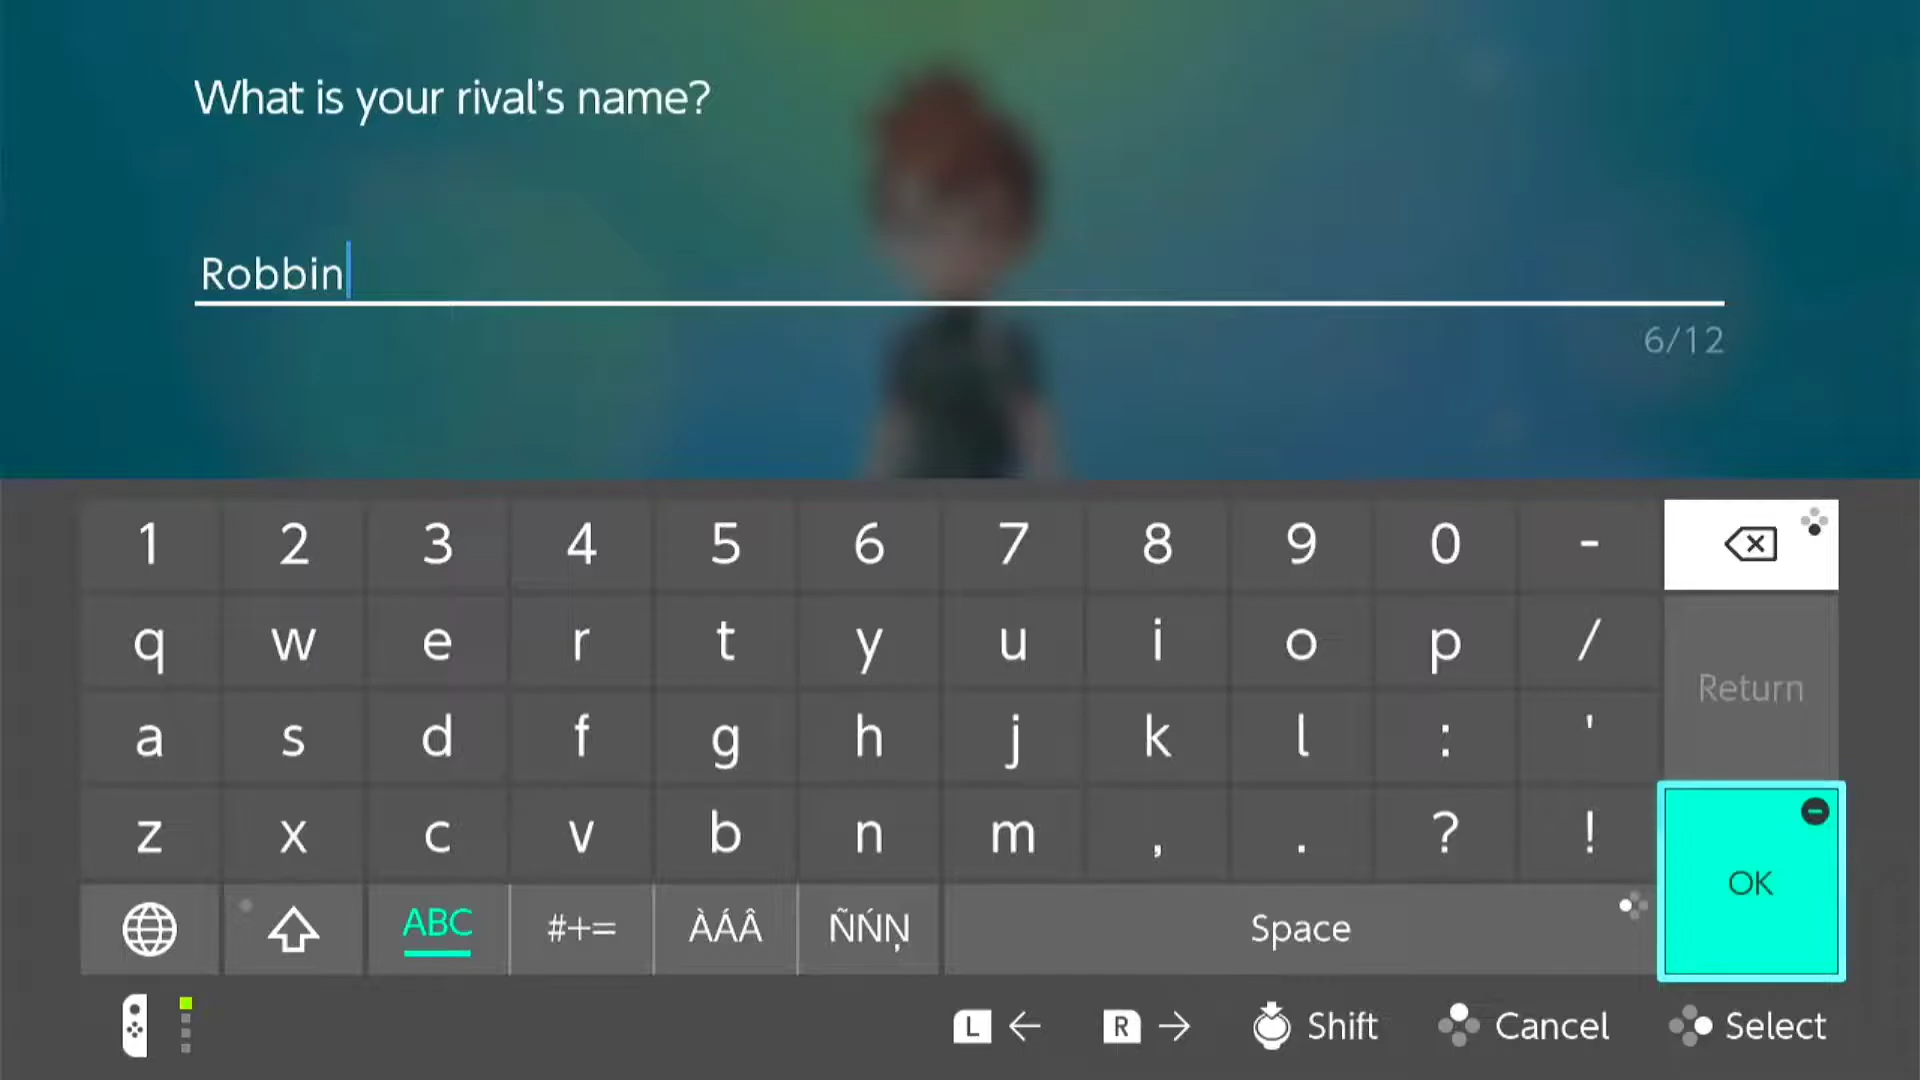 What is your rival's name?
Robbin
6/12
1 2 3 4 5 6 7 8 9 0 -
q w e r t y u i o p /
Return
a s d f g h j k l : '
z x c v b n m , . ? !
OK
ABC #+= ÀÁÂ ÑŃŅ Space
L ← R → Shift Cancel Select